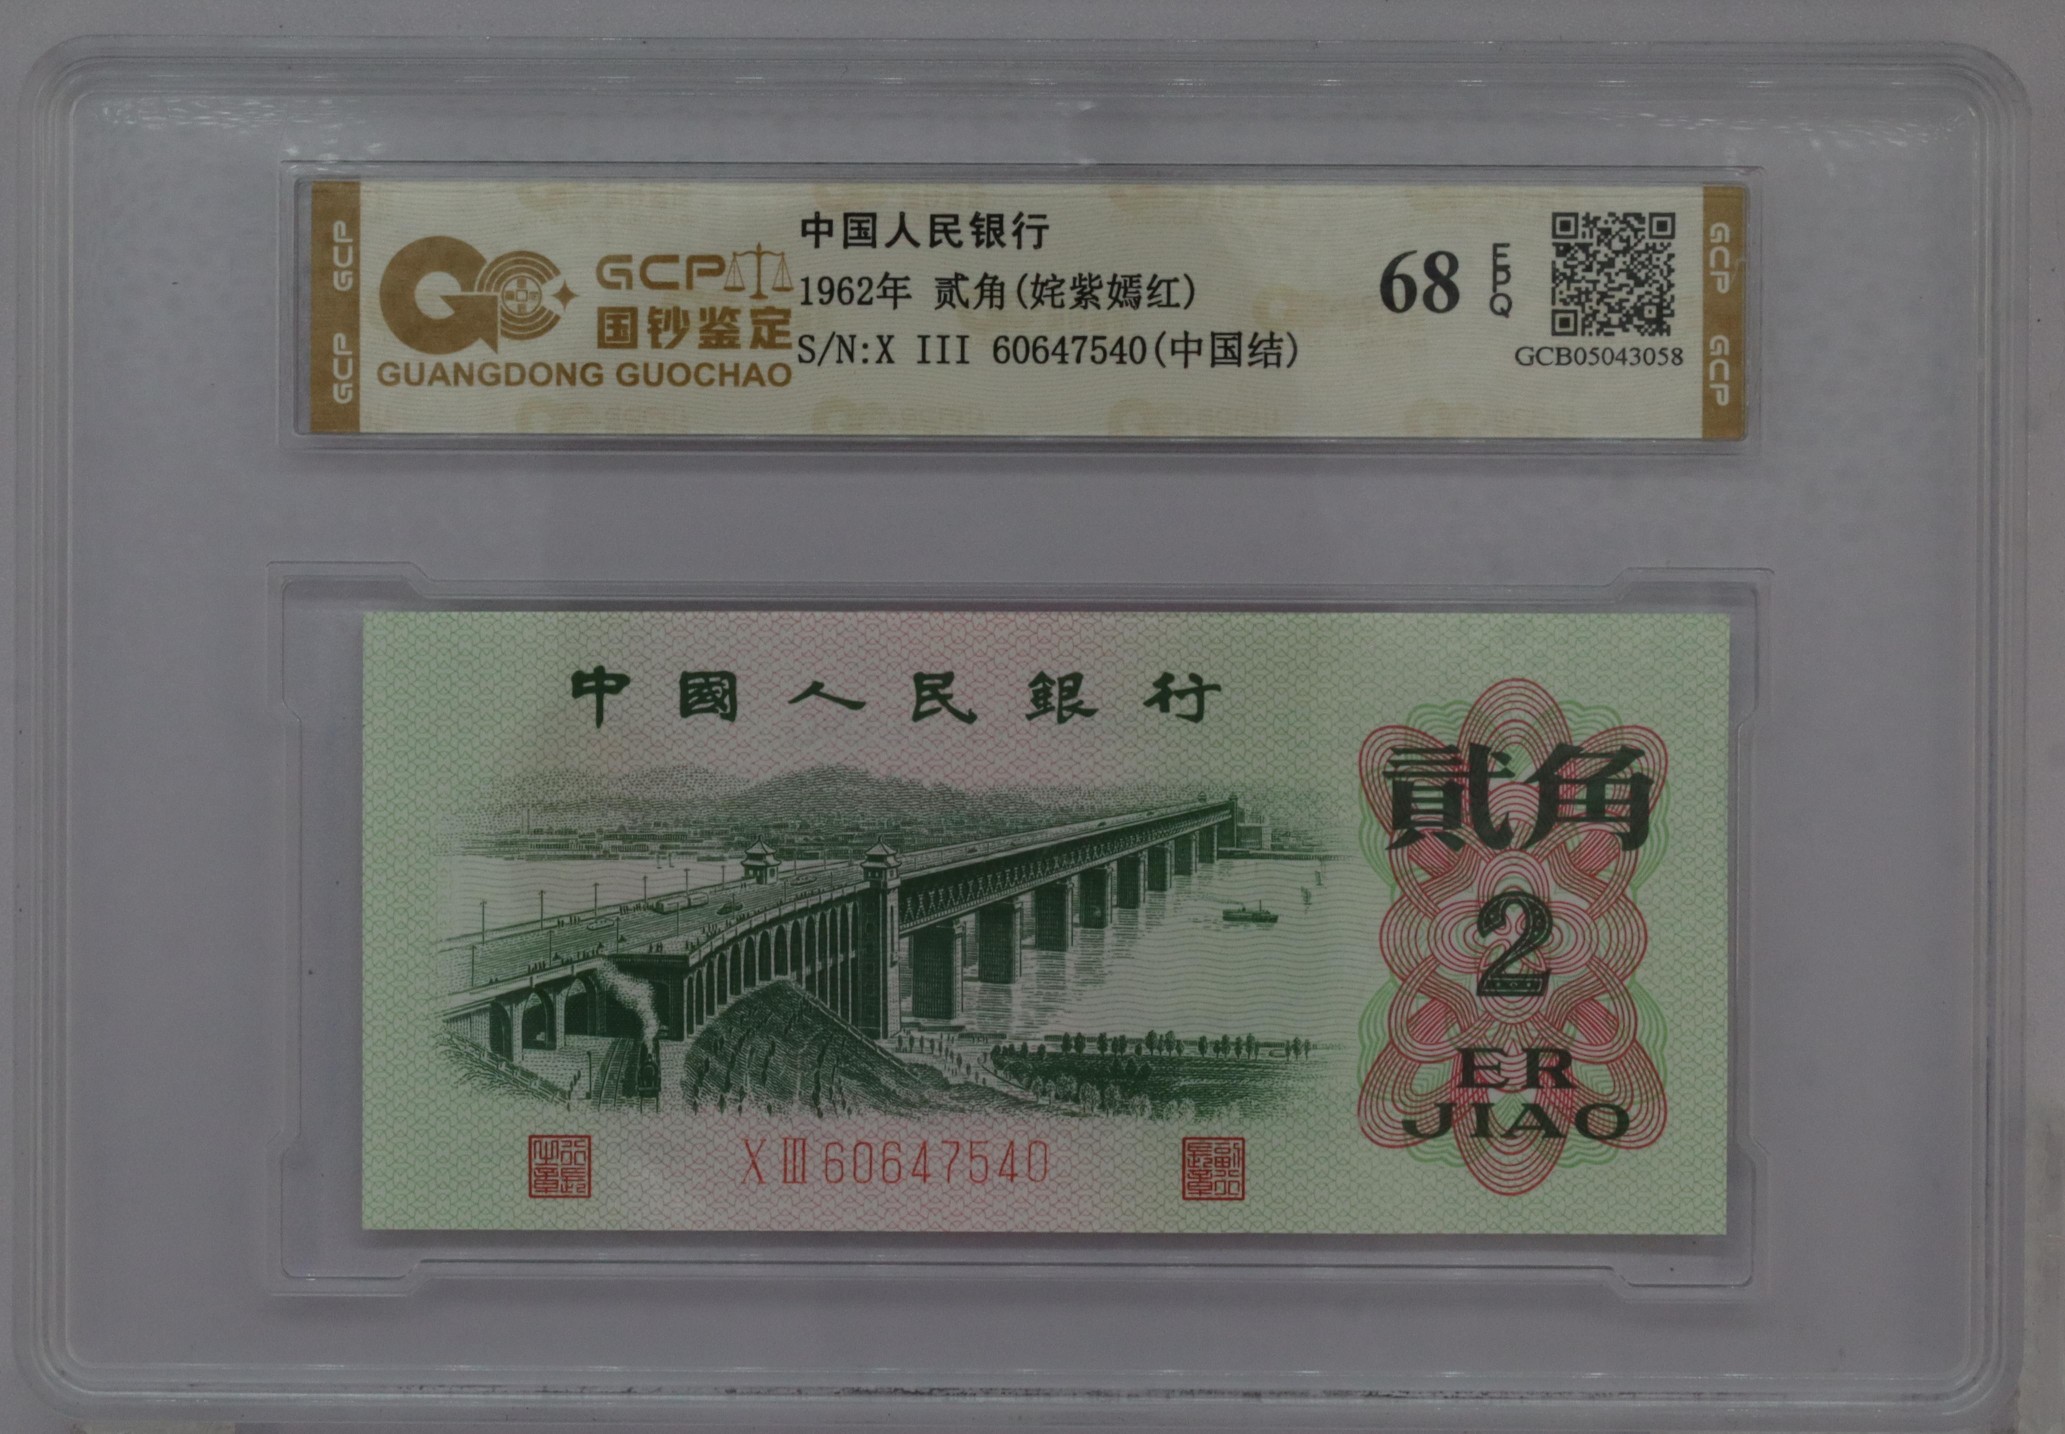 GCP GCP
GCP
国钞鉴定
GUANGDONG GUOCHAO
中国人民银行
1962年 贰角(姹紫嫣红)
S/N:X III 60647540(中国结)
68 EPQ
GCB05043058
GCP GCP
中國人民銀行
貳角
2
ER
JIAO
X III 60647540